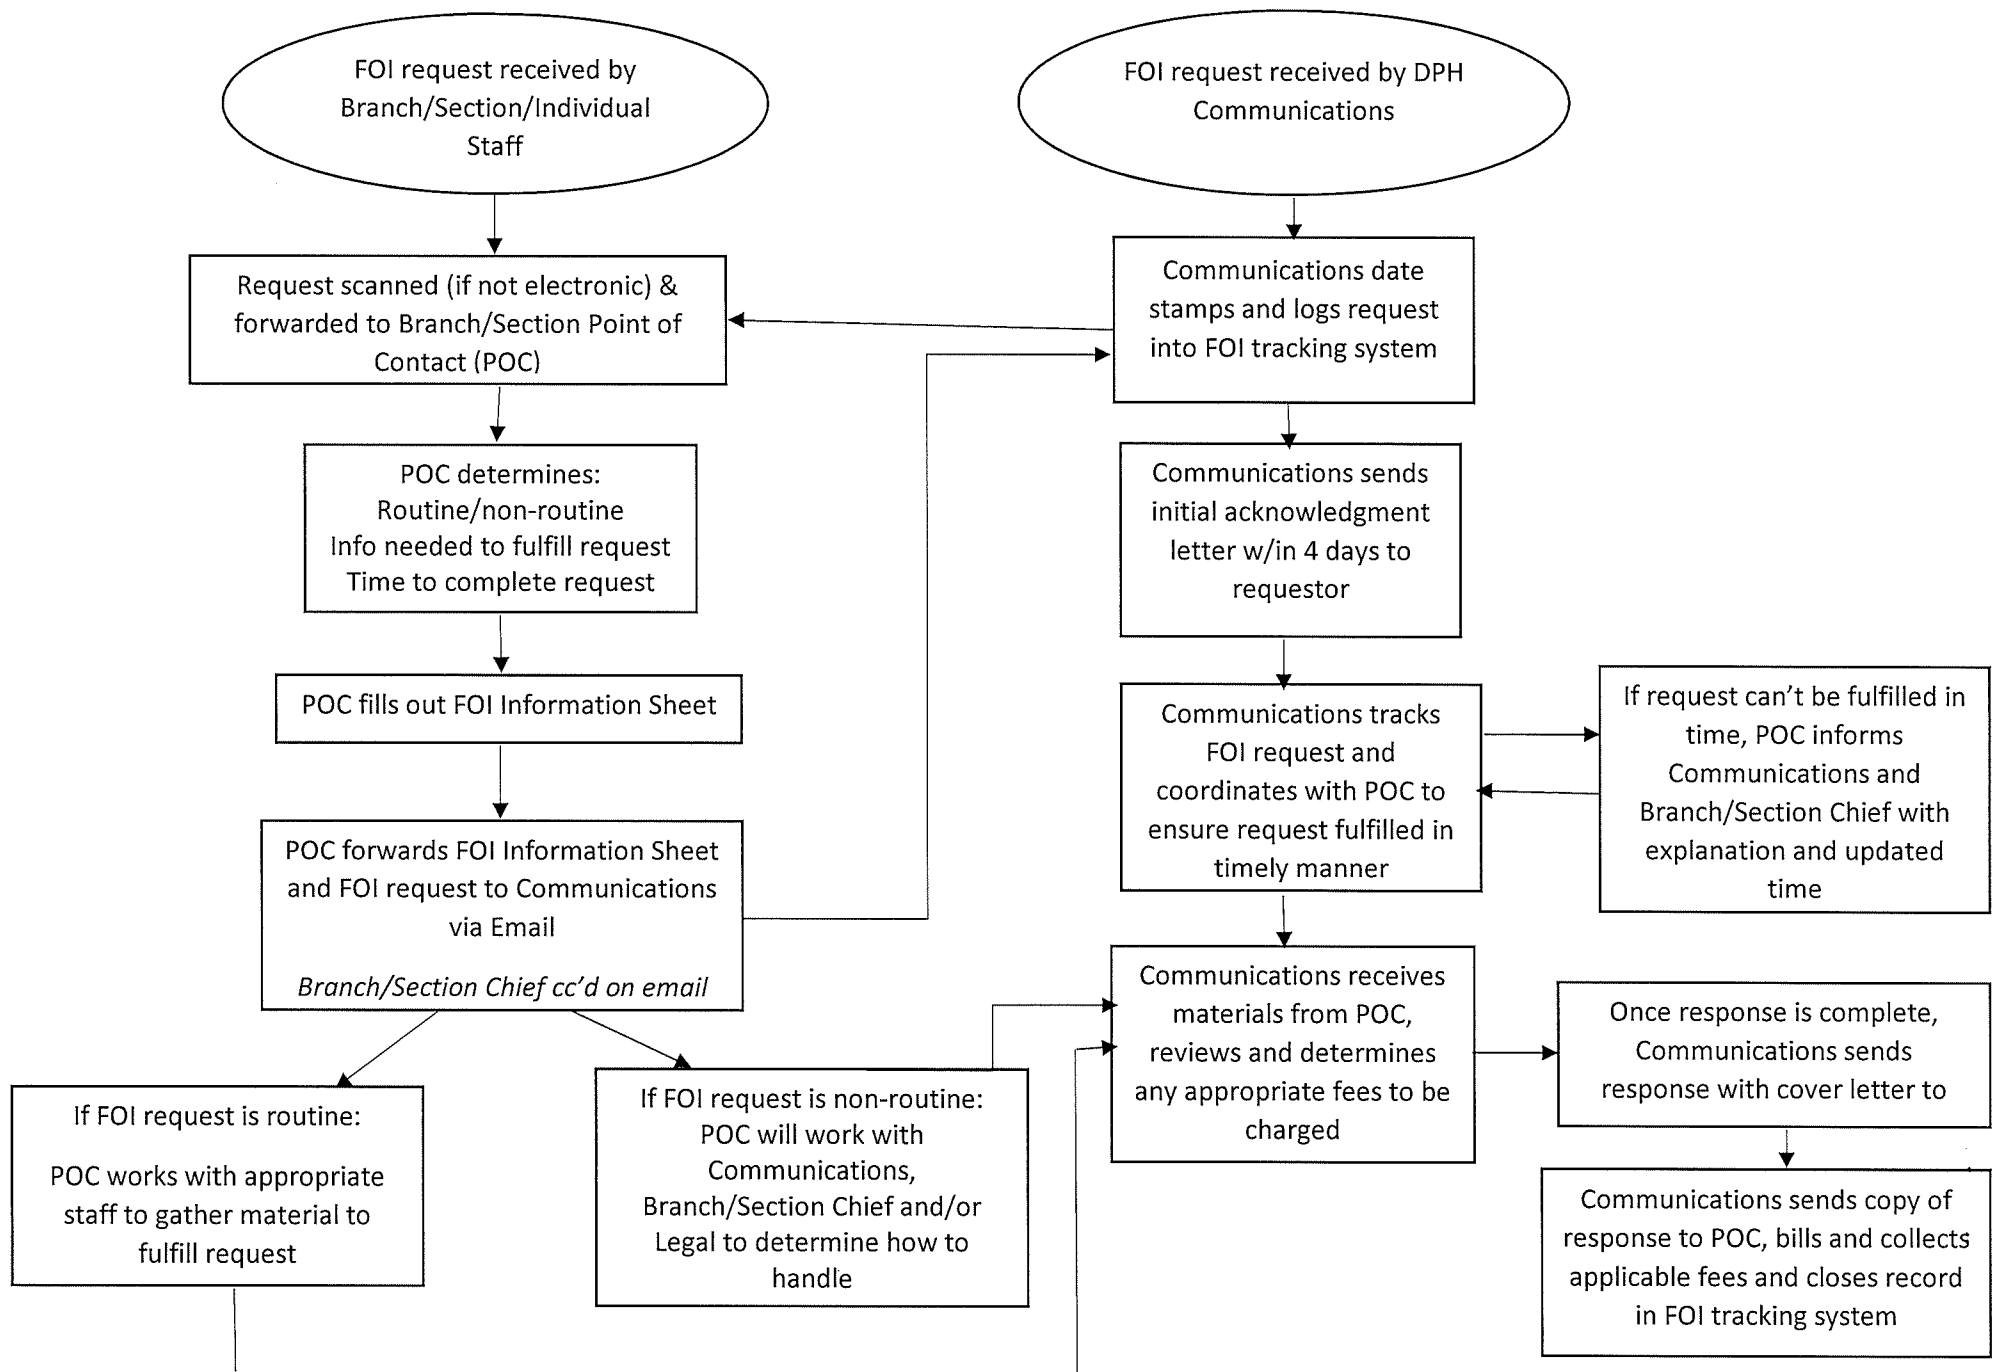 FOI request received by
Branch/Section/Individual
Staff
FOI request received by DPH
Communications
Request scanned (if not electronic) &
forwarded to Branch/Section Point of
Contact (POC)
Communications date
stamps and logs request
into FOI tracking system
POC determines:
Routine/non-routine
Info needed to fulfill request
Time to complete request
Communications sends
initial acknowledgment
letter w/in 4 days to
requestor
POC fills out FOI Information Sheet
Communications tracks
FOI request and
coordinates with POC to
ensure request fulfilled in
timely manner
If request can't be fulfilled in
time, POC informs
Communications and
Branch/Section Chief with
explanation and updated
time
POC forwards FOI Information Sheet
and FOI request to Communications
via Email
Branch/Section Chief cc'd on email
Communications receives
materials from POC,
reviews and determines
any appropriate fees to be
charged
Once response is complete,
Communications sends
response with cover letter to
If FOI request is routine:
POC works with appropriate
staff to gather material to
fulfill request
If FOI request is non-routine:
POC will work with
Communications,
Branch/Section Chief and/or
Legal to determine how to
handle
Communications sends copy of
response to POC, bills and collects
applicable fees and closes record
in FOI tracking system